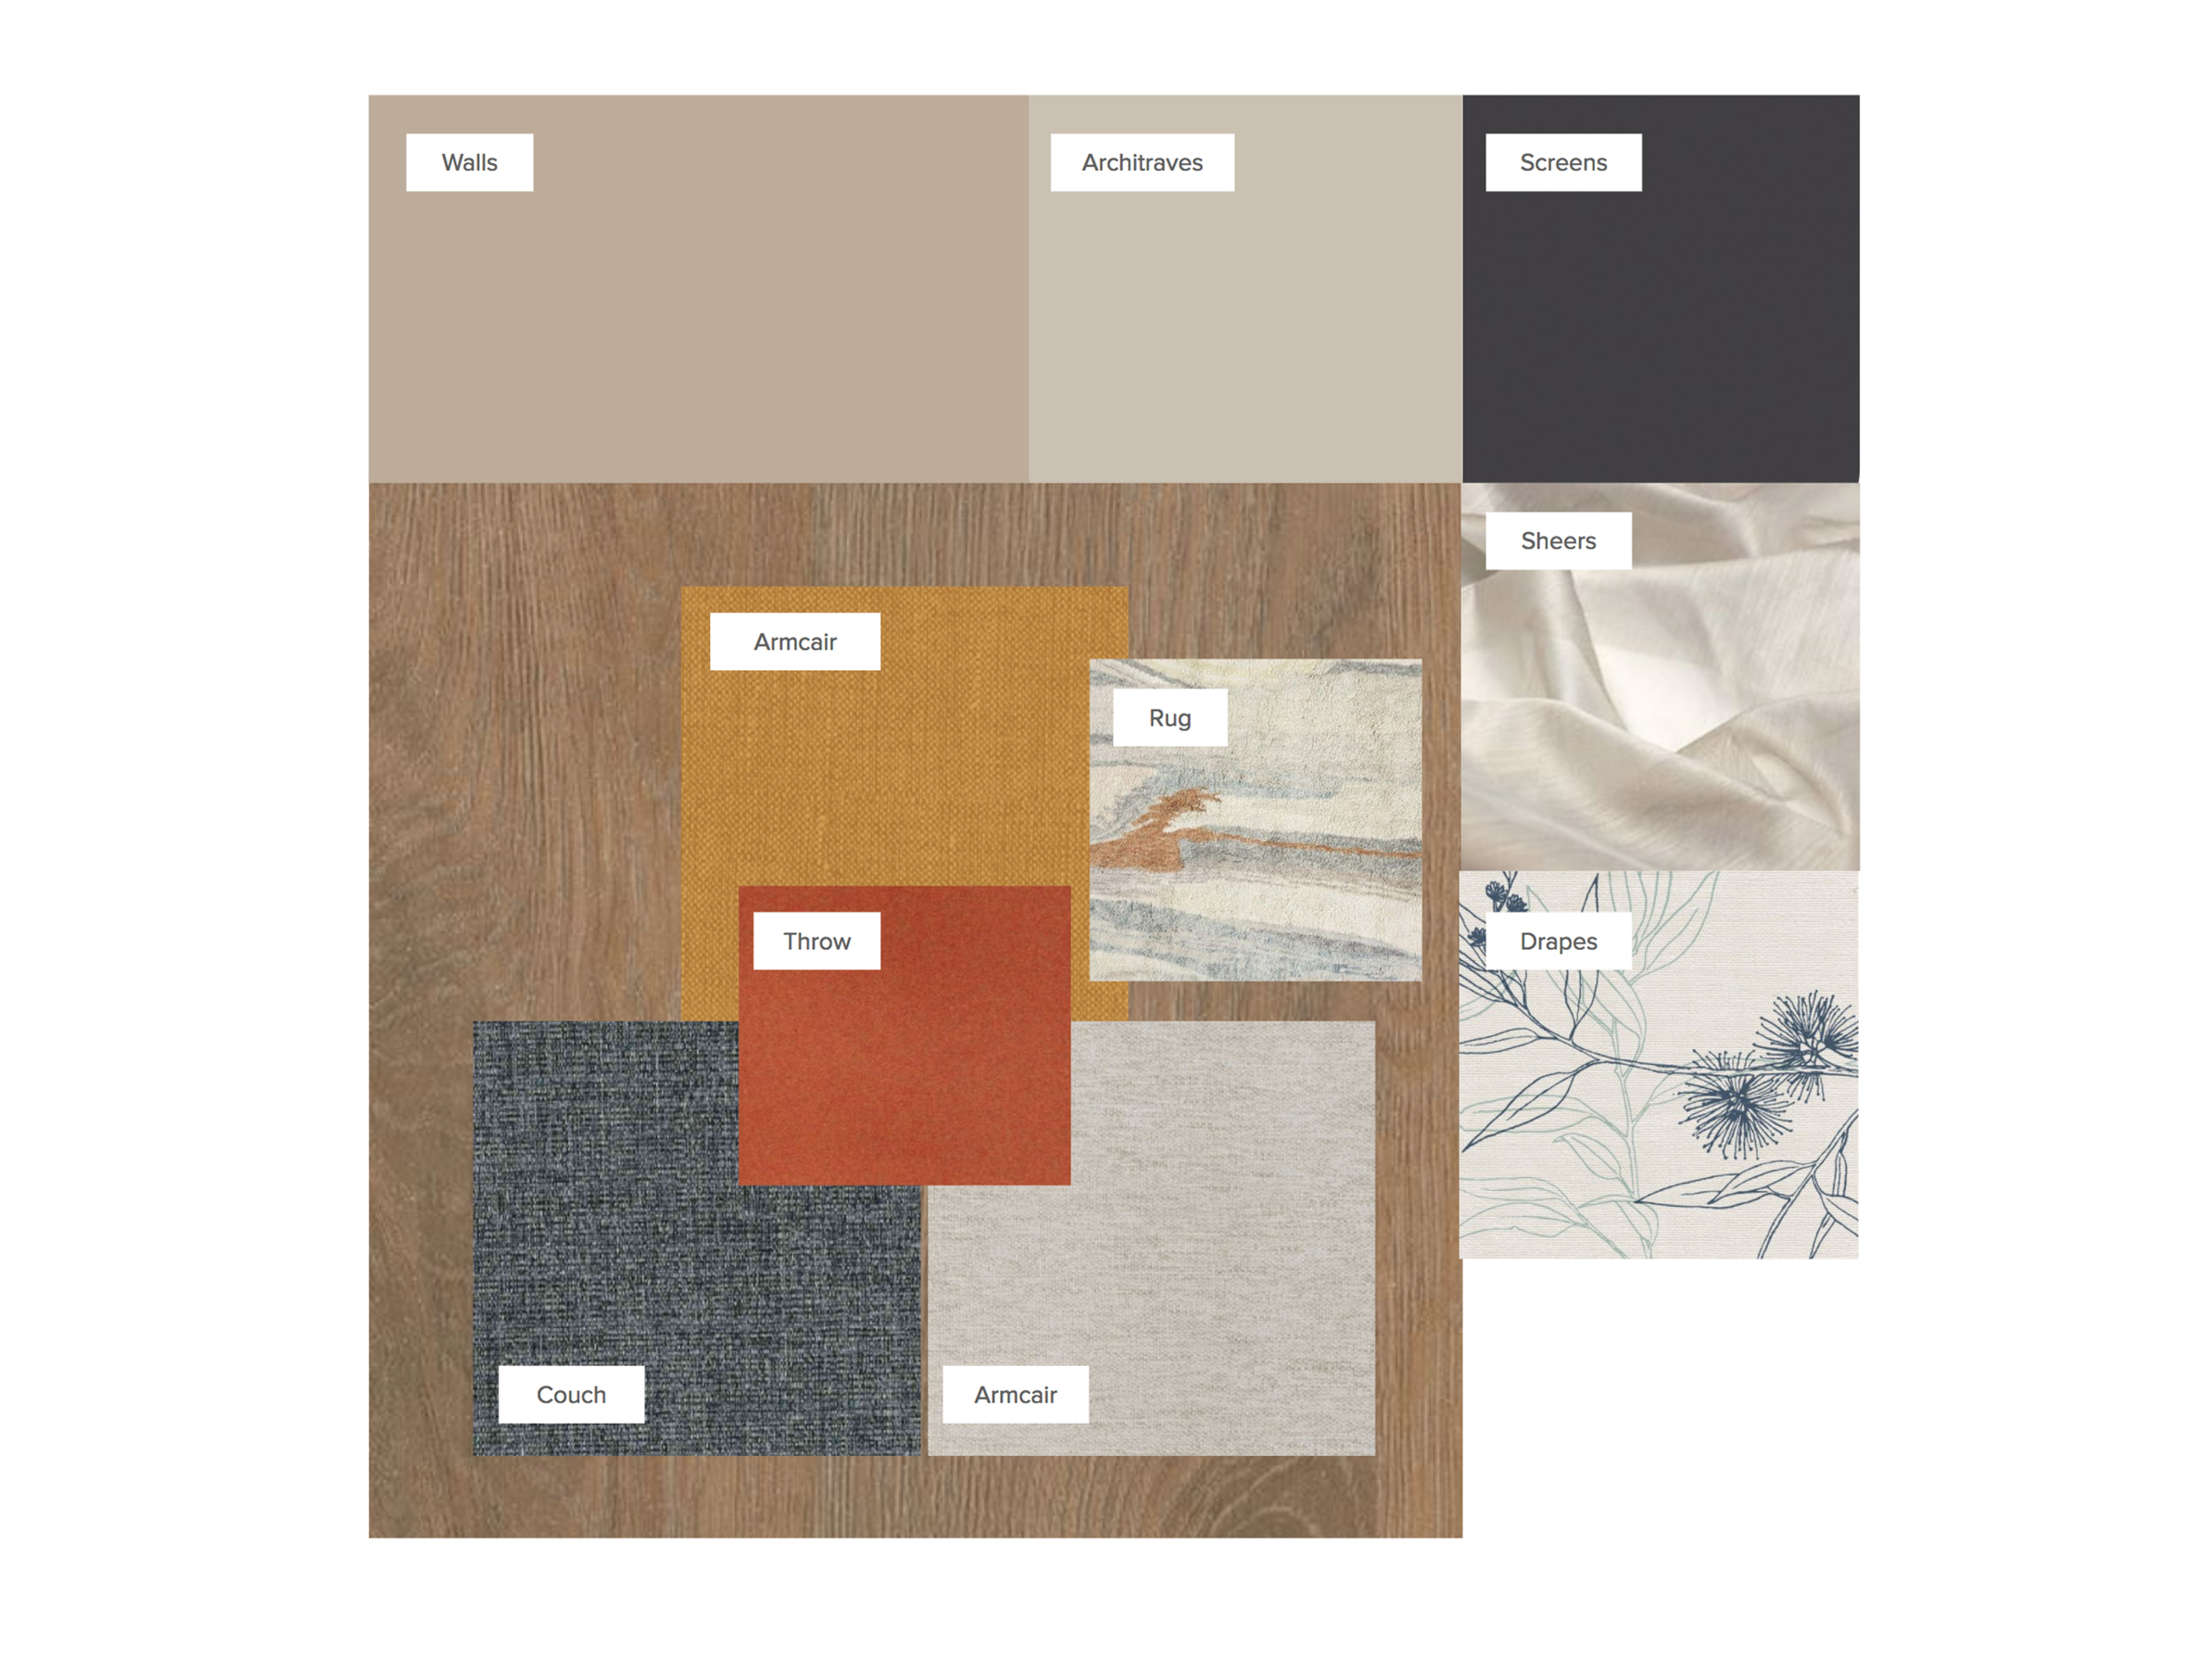 Walls
Architraves
Screens
Sheers
Armcair
Rug
Throw
Drapes
Couch
Armcair